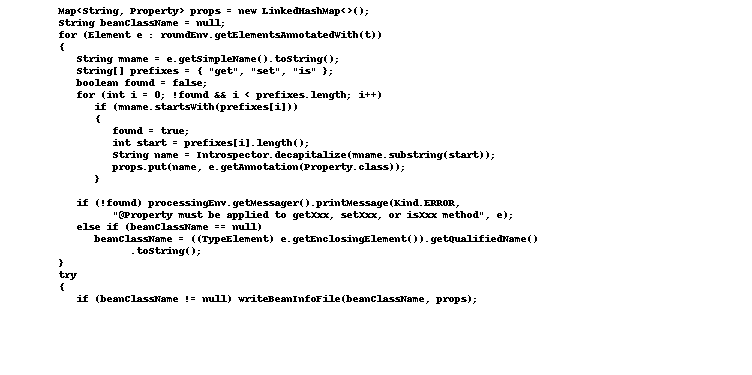 Map<String, Property> props = new LinkedHashMap<>();
String beanClassName = null;
for (Element e : roundEnv.getElementsAnnotatedWith(t))
{
String mname = e.getSimpleName().toString();
String[] prefixes = { "get", "set", "is" };
boolean found = false;
for (int i = 0; !found && i < prefixes.length; i++)
if (mname.startsWith(prefixes[i]))
{
found = true;
int start = prefixes[i].length();
String name = Introspector.decapitalize(mname.substring(start));
props.put(name, e.getAnnotation(Property.class));
}
if (!found) processingEnv.getMessager().printMessage(Kind.ERROR,
"@Property must be applied to getXxx, setXxx, or isXxx method", e);
else if (beanClassName == null)
beanClassName = ((TypeElement) e.getEnclosingElement()).getQualifiedName()
.toString();
}
try
{
if (beanClassName != null) writeBeanInfoFile(beanClassName, props);